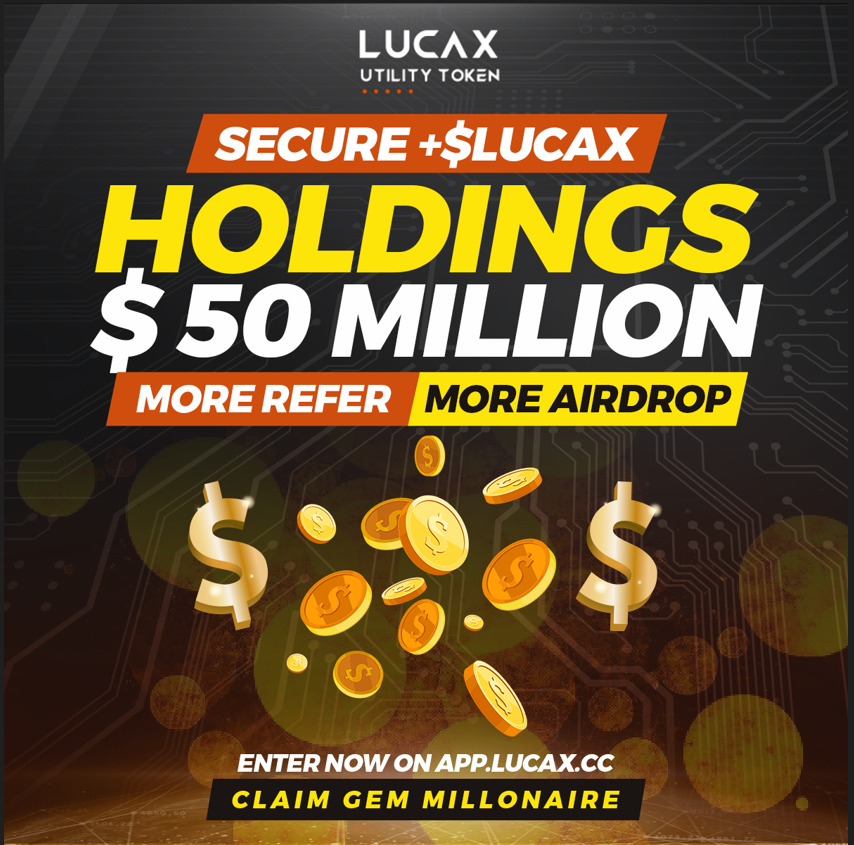 LUCAX
UTILITY TOKEN
SECURE +$LUCAX
HOLDINGS
$ 50 MILLION
MORE REFER MORE AIRDROP
ENTER NOW ON APP.LUCAX.CC
CLAIM GEM MILLONAIRE